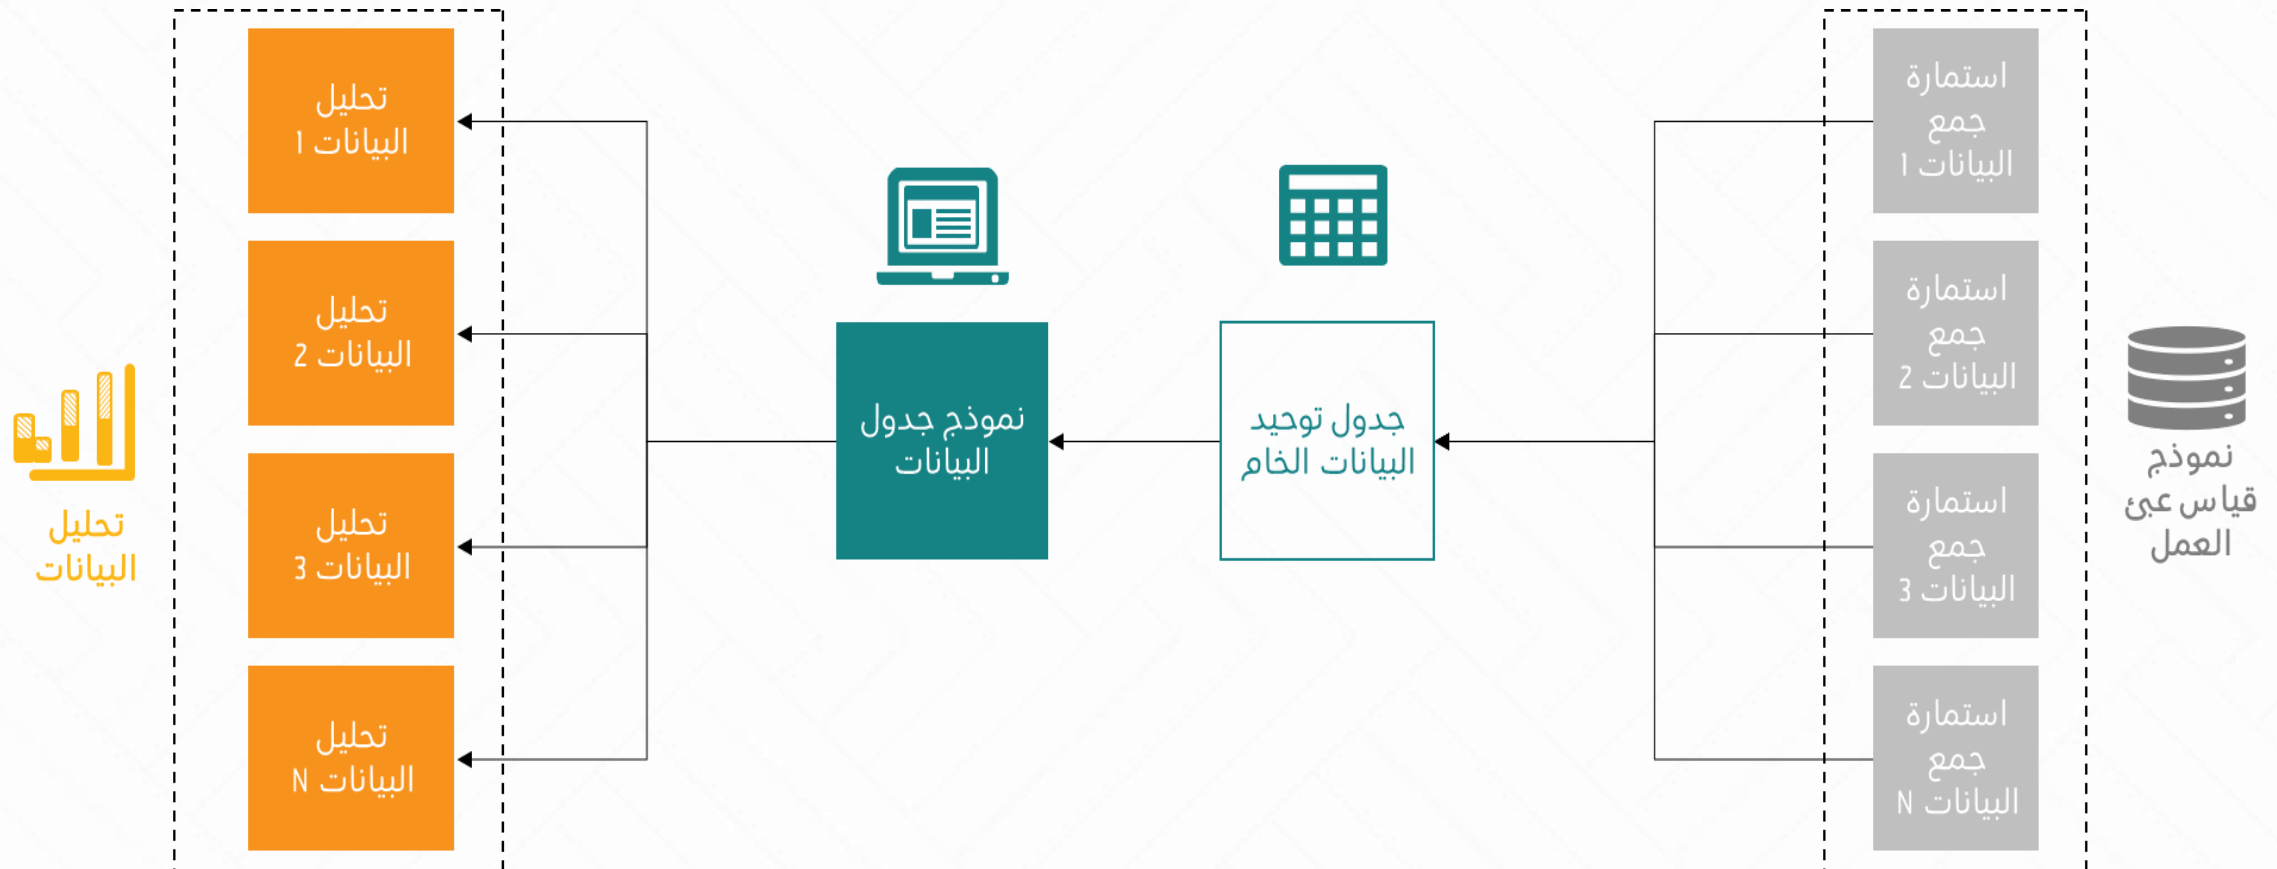 نموذج
قياس عبئ
العمل
استمارة
جمع
البيانات 1
استمارة
جمع
البيانات 2
استمارة
جمع
البيانات 3
استمارة
جمع
البيانات N
جدول توحيد
البيانات الخام
نموذج جدول
البيانات
تحليل
البيانات 1
تحليل
البيانات 2
تحليل
البيانات 3
تحليل
البيانات N
تحليل
البيانات